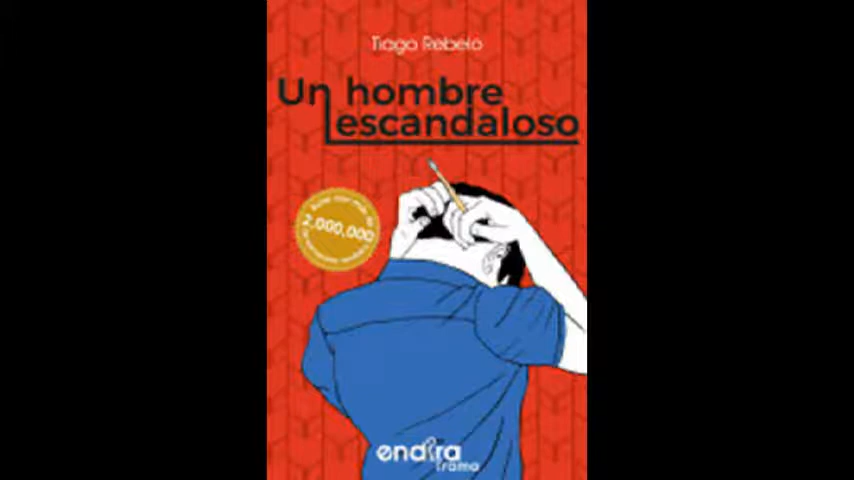 Tiago Rebelo
Un hombre
escandaloso
2,000,000
endira
trama